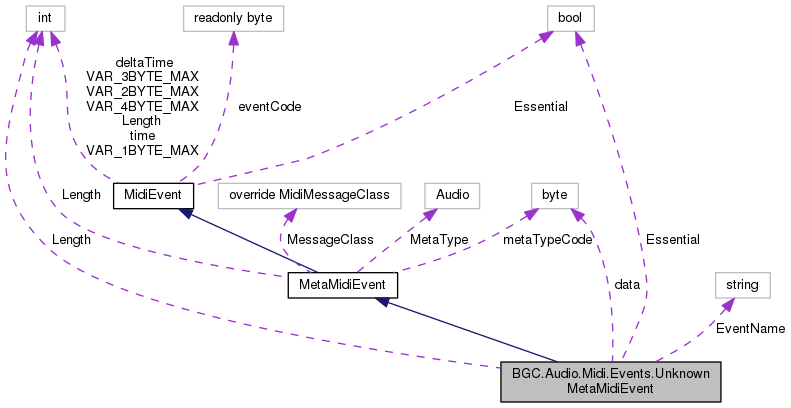 int
readonly byte
bool
deltaTime
VAR_3BYTE_MAX
VAR_2BYTE_MAX
VAR_4BYTE_MAX
Length
time
VAR_1BYTE_MAX
eventCode
Essential
MidiEvent
override MidiMessageClass
Audio
byte
Length
Length
MessageClass
MetaType
metaTypeCode
Essential
MetaMidiEvent
data
string
EventName
BGC.Audio.Midi.Events.Unknown
MetaMidiEvent